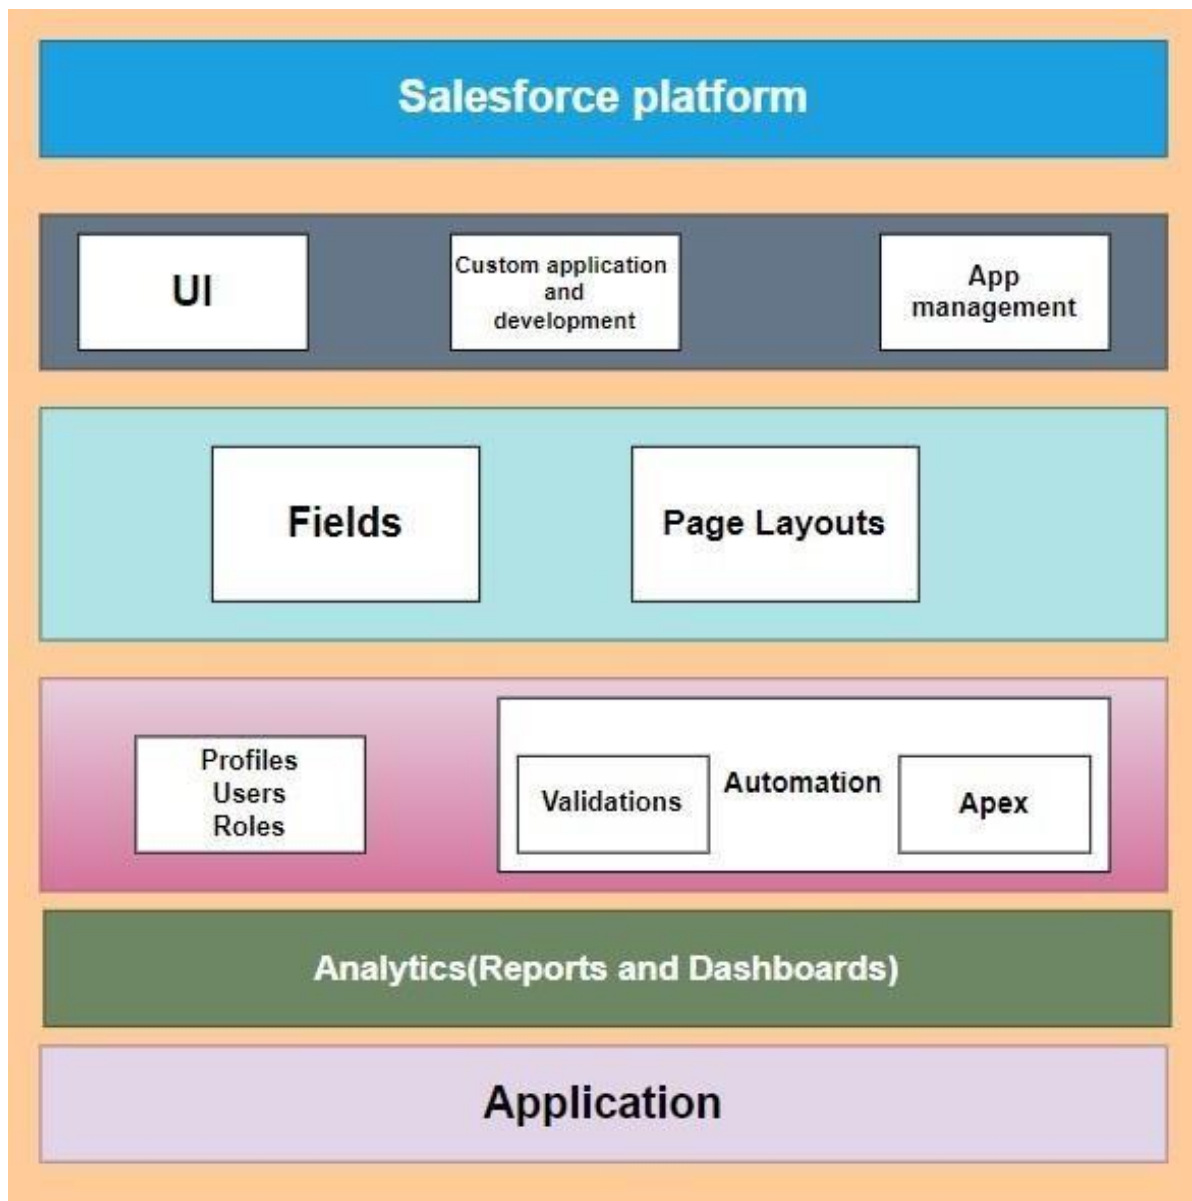 Salesforce platform
UI
Custom application
and
development
App
management
Fields
Page Layouts
Profiles
Users
Roles
Validations
Automation
Apex
Analytics(Reports and Dashboards)
Application